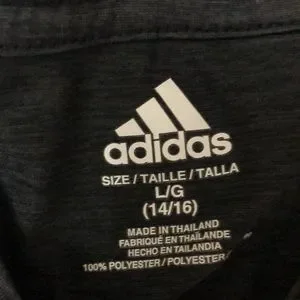 adidas
SIZE / TAILLE / TALLA
L/G
(14/16)
MADE IN THAILAND
FABRIQUÉ EN THAÏLANDE
HECHO EN TAILANDIA
100% POLYESTER / POLYESTER /